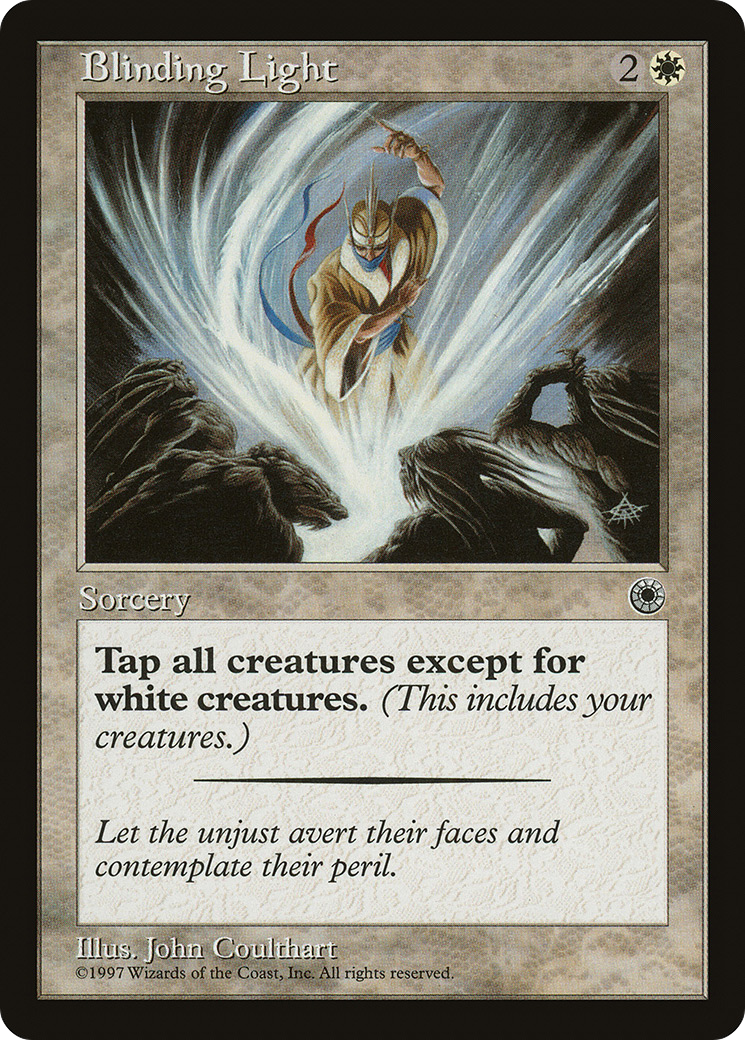 Blinding Light
2
Sorcery
Tap all creatures except for
white creatures. (This includes your
creatures.)
Let the unjust avert their faces and
contemplate their peril.
Illus. John Coulthart
©1997 Wizards of the Coast, Inc. All rights reserved.